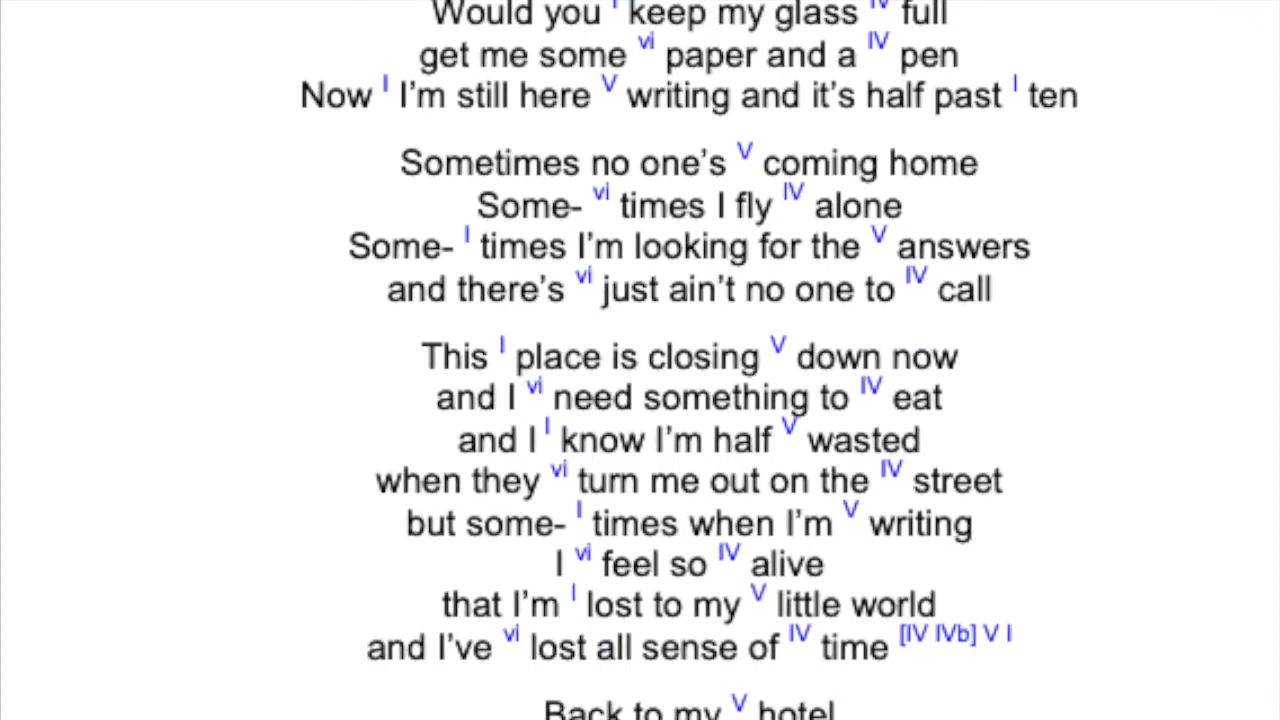 Would you I keep my glass IV full
get me some vi paper and a IV pen
Now I I’m still here V writing and it’s half past I ten
Sometimes no one’s V coming home
Some- vi times I fly IV alone
Some- I times I’m looking for the V answers
and there’s vi just ain’t no one to IV call
This I place is closing V down now
and I vi need something to IV eat
and I I know I’m half V wasted
when they vi turn me out on the IV street
but some- I times when I’m V writing
I vi feel so IV alive
that I’m I lost to my V little world
and I’ve vi lost all sense of IV time [IV IVb] V I
Back to my V hotel